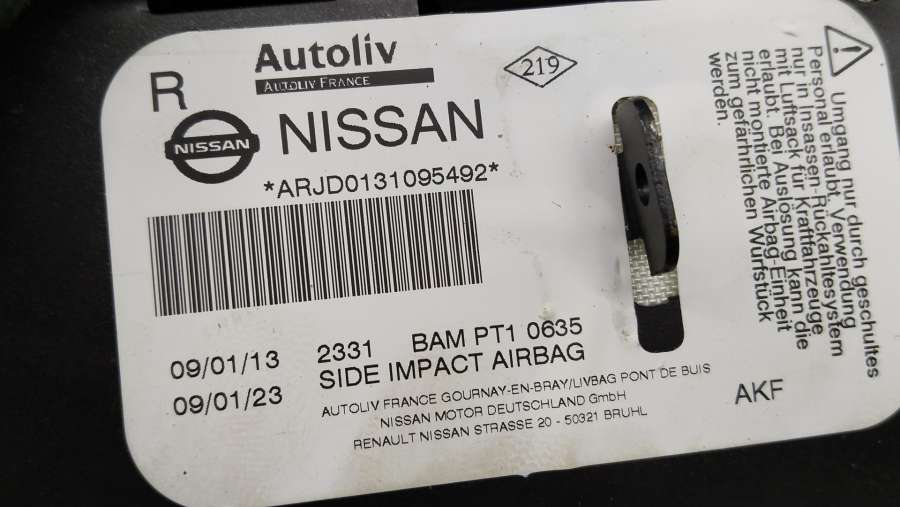 R
Autoliv
AUTOLIV FRANCE
219
NISSAN
NISSAN
*ARJD0131095492*
09/01/13 2331 BAM PT1 0635
09/01/23 SIDE IMPACT AIRBAG
AUTOLIV FRANCE GOURNAY-EN-BRAY/LIVBAG PONT DE BUIS
NISSAN MOTOR DEUTSCHLAND GmbH
RENAULT NISSAN STRASSE 20 - 50321 BRUHL
AKF
Umgang nur durch geschultes
Personal erlaubt. Verwendung
nur in Insassen-Rückahltesystem
mit Luftsack für Kraftfahrzeuge
erlaubt. Bei Auslösung kann die
nicht montierte Airbag-Einheit
zum gefährlichen Wurfstück
werden.